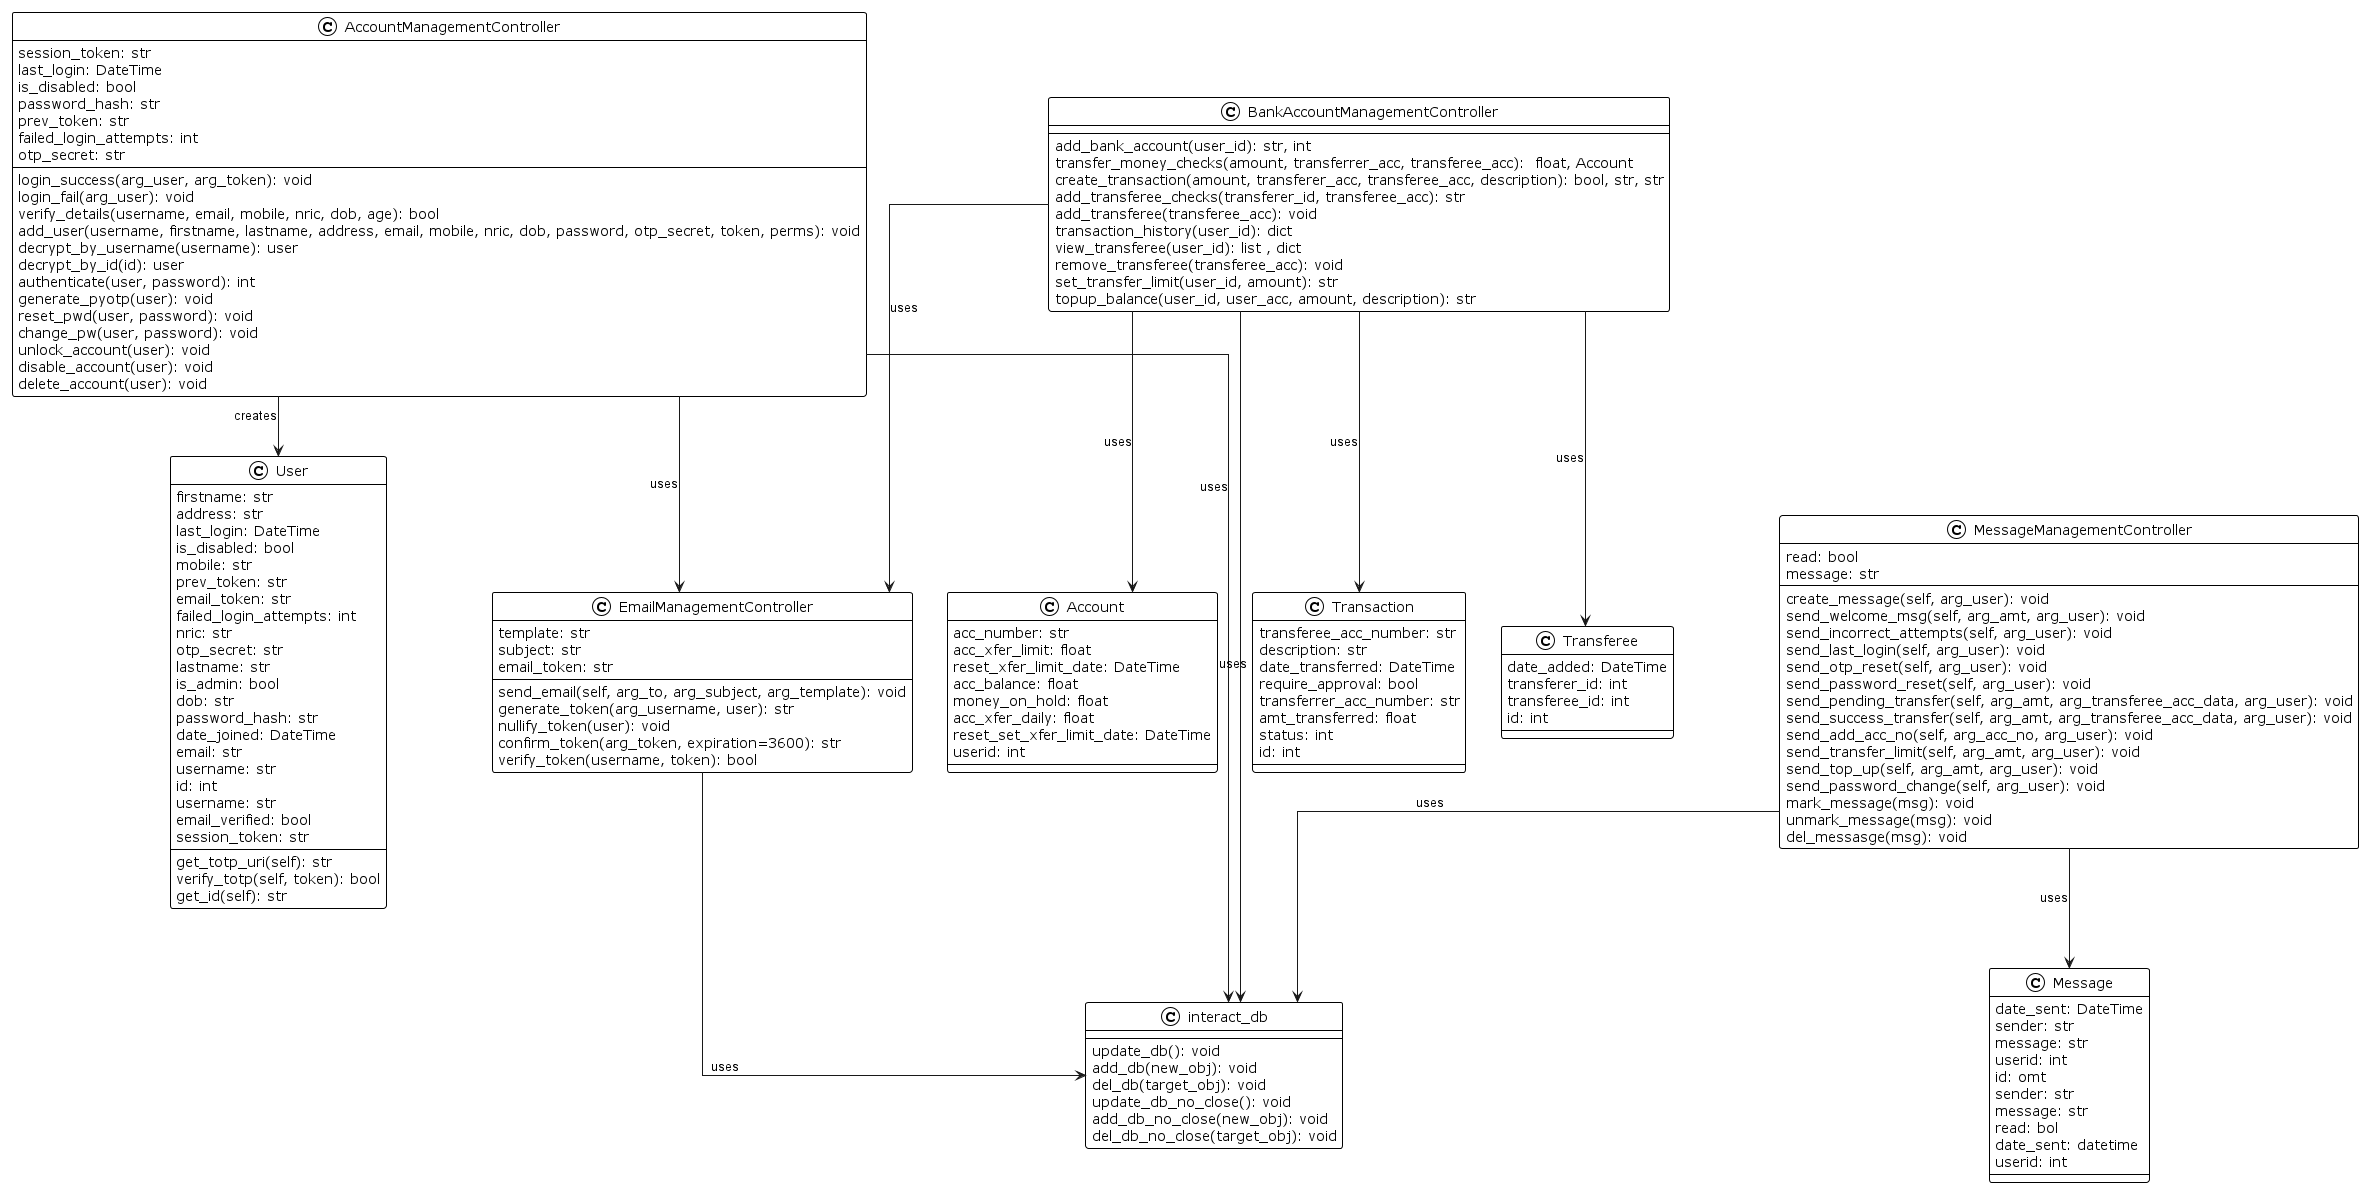 AccountManagementController
session_token: str
last_login: DateTime
is_disabled: bool
password_hash: str
prev_token: str
failed_login_attempts: int
otp_secret: str
login_success(arg_user, arg_token): void
login_fail(arg_user): void
verify_details(username, email, mobile, nric, dob, age): bool
add_user(username, firstname, lastname, address, email, mobile, nric, dob, password, otp_secret, token, perms): void
decrypt_by_username(username): user
decrypt_by_id(id): user
authenticate(user, password): int
generate_pyotp(user): void
reset_pwd(user, password): void
change_pw(user, password): void
unlock_account(user): void
disable_account(user): void
delete_account(user): void
BankAccountManagementController
add_bank_account(user_id): str, int
transfer_money_checks(amount, transferrer_acc, transferee_acc):  float, Account
create_transaction(amount, transferer_acc, transferee_acc, description): bool, str, str
add_transferee_checks(transferer_id, transferee_acc): str
add_transferee(transferee_acc): void
transaction_history(user_id): dict
view_transferee(user_id): list , dict
remove_transferee(transferee_acc): void
set_transfer_limit(user_id, amount): str
topup_balance(user_id, user_acc, amount, description): str
uses
creates
uses
uses
uses
uses
uses
uses
User
firstname: str
address: str
last_login: DateTime
is_disabled: bool
mobile: str
prev_token: str
email_token: str
failed_login_attempts: int
nric: str
otp_secret: str
lastname: str
is_admin: bool
dob: str
password_hash: str
date_joined: DateTime
email: str
username: str
id: int
username: str
email_verified: bool
session_token: str
get_totp_uri(self): str
verify_totp(self, token): bool
get_id(self): str
EmailManagementController
template: str
subject: str
email_token: str
send_email(self, arg_to, arg_subject, arg_template): void
generate_token(arg_username, user): str
nullify_token(user): void
confirm_token(arg_token, expiration=3600): str
verify_token(username, token): bool
Account
acc_number: str
acc_xfer_limit: float
reset_xfer_limit_date: DateTime
acc_balance: float
money_on_hold: float
acc_xfer_daily: float
reset_set_xfer_limit_date: DateTime
userid: int
Transaction
transferee_acc_number: str
description: str
date_transferred: DateTime
require_approval: bool
transferrer_acc_number: str
amt_transferred: float
status: int
id: int
Transferee
date_added: DateTime
transferer_id: int
transferee_id: int
id: int
MessageManagementController
read: bool
message: str
create_message(self, arg_user): void
send_welcome_msg(self, arg_amt, arg_user): void
send_incorrect_attempts(self, arg_user): void
send_last_login(self, arg_user): void
send_otp_reset(self, arg_user): void
send_password_reset(self, arg_user): void
send_pending_transfer(self, arg_amt, arg_transferee_acc_data, arg_user): void
send_success_transfer(self, arg_amt, arg_transferee_acc_data, arg_user): void
send_add_acc_no(self, arg_acc_no, arg_user): void
send_transfer_limit(self, arg_amt, arg_user): void
send_top_up(self, arg_amt, arg_user): void
send_password_change(self, arg_user): void
mark_message(msg): void
unmark_message(msg): void
del_messasge(msg): void
uses
uses
uses
interact_db
update_db(): void
add_db(new_obj): void
del_db(target_obj): void
update_db_no_close(): void
add_db_no_close(new_obj): void
del_db_no_close(target_obj): void
Message
date_sent: DateTime
sender: str
message: str
userid: int
id: omt
sender: str
message: str
read: bol
date_sent: datetime
userid: int